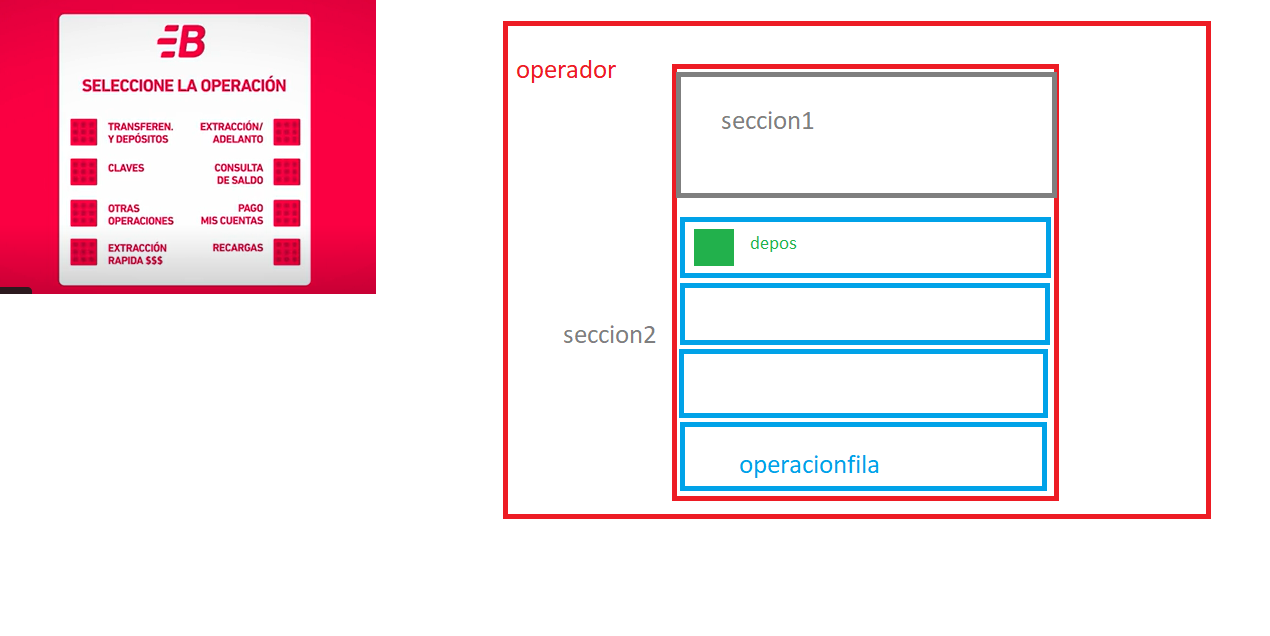 B
SELECCIONE LA OPERACIÓN
TRANSFEREN.
Y DEPÓSITOS
EXTRACCIÓN/
ADELANTO
CLAVES
CONSULTA
DE SALDO
OTRAS
OPERACIONES
PAGO
MIS CUENTAS
EXTRACCIÓN
RAPIDA $$$
RECARGAS
operador
seccion1
depos
seccion2
operacionfila